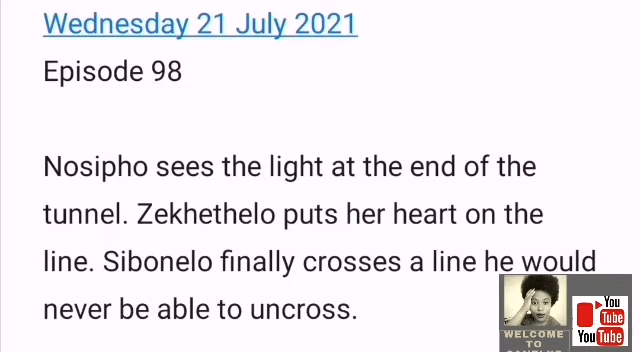 Wednesday 21 July 2021
Episode 98
Nosipho sees the light at the end of the
tunnel. Zekhethelo puts her heart on the
line. Sibonelo finally crosses a line he would
never be able to uncross.
You
Tube
YouTube
WELCOME
TO